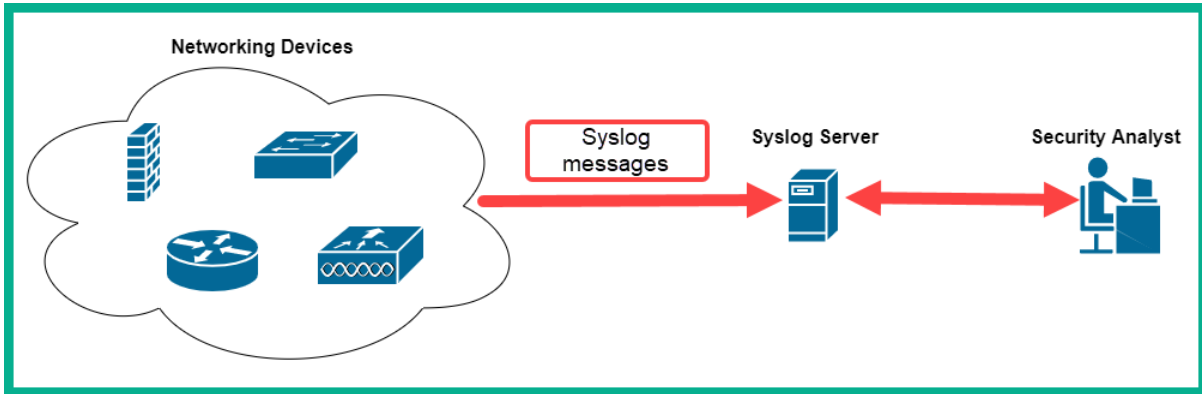 Networking Devices
Syslog
messages
Syslog Server
Security Analyst